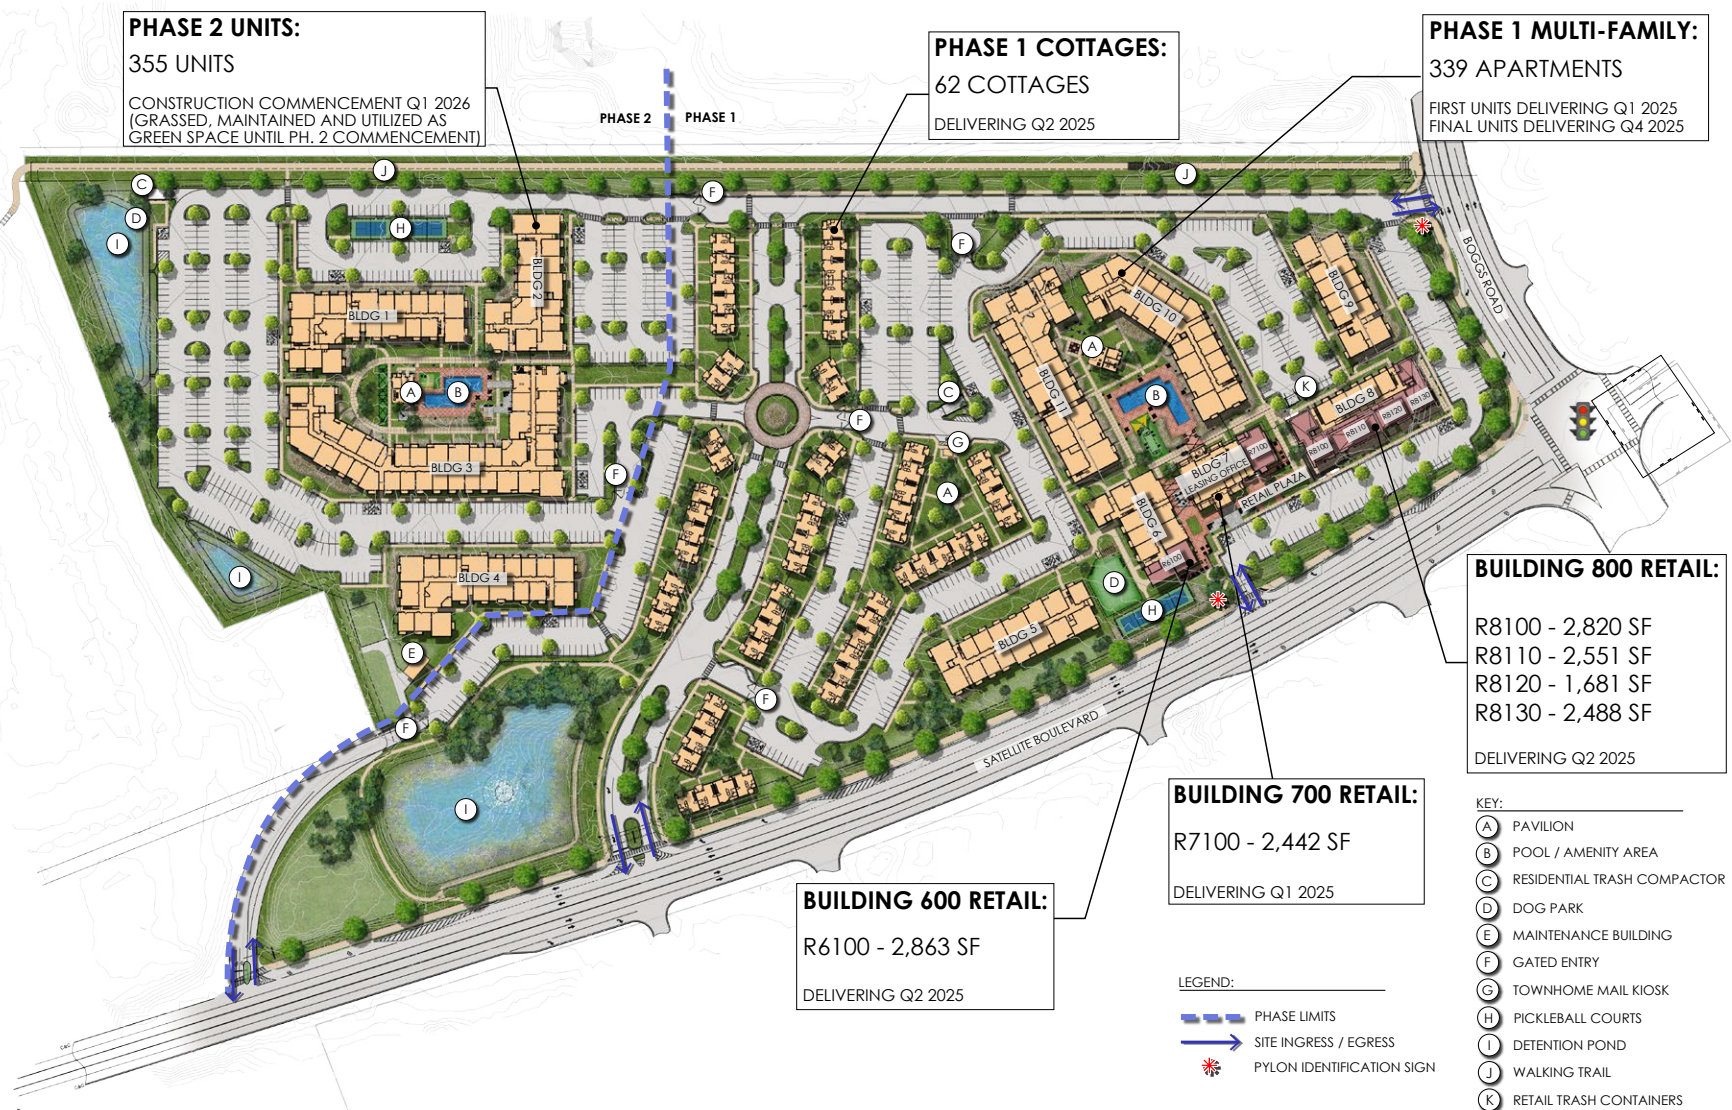 PHASE 2 UNITS:
355 UNITS
CONSTRUCTION COMMENCEMENT Q1 2026
(GRASSED, MAINTAINED AND UTILIZED AS
GREEN SPACE UNTIL PH. 2 COMMENCEMENT)
PHASE 1 COTTAGES:
62 COTTAGES
DELIVERING Q2 2025
PHASE 1 MULTI-FAMILY:
339 APARTMENTS
FIRST UNITS DELIVERING Q1 2025
FINAL UNITS DELIVERING Q4 2025
PHASE 2
PHASE 1
J
J
C
D
I
H
F
F
BLDG 2
BLDG 1
A
B
BLDG 3
F
I
BLDG 4
E
F
I
F
C
G
A
F
BLDG 5
D
H
BLDG 11
BLDG 10
A
B
BLDG 9
K
BLDG 8
R8100
R8110
R8120
R8130
BLDG 7
LEASING OFFICE
R7100
RETAIL PLAZA
BLDG 6
R6100
BOGGS ROAD
SATELLITE BOULEVARD
BUILDING 800 RETAIL:
R8100 - 2,820 SF
R8110 - 2,551 SF
R8120 - 1,681 SF
R8130 - 2,488 SF
DELIVERING Q2 2025
BUILDING 700 RETAIL:
R7100 - 2,442 SF
DELIVERING Q1 2025
BUILDING 600 RETAIL:
R6100 - 2,863 SF
DELIVERING Q2 2025
LEGEND:
PHASE LIMITS
SITE INGRESS / EGRESS
PYLON IDENTIFICATION SIGN
KEY:
A PAVILION
B POOL / AMENITY AREA
C RESIDENTIAL TRASH COMPACTOR
D DOG PARK
E MAINTENANCE BUILDING
F GATED ENTRY
G TOWNHOME MAIL KIOSK
H PICKLEBALL COURTS
I DETENTION POND
J WALKING TRAIL
K RETAIL TRASH CONTAINERS